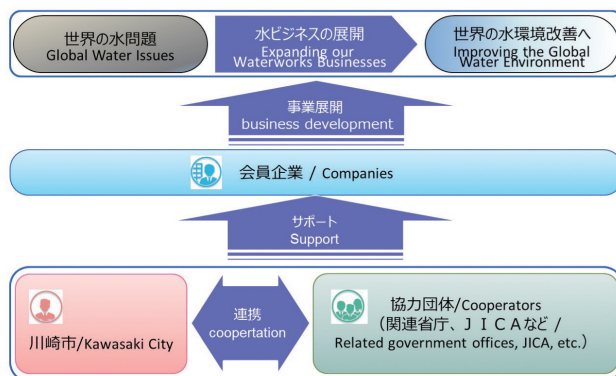 世界の水問題
Global Water Issues
水ビジネスの展開
Expanding our
Waterworks Businesses
世界の水環境改善へ
Improving the Global
Water Environment
事業展開
business development
会員企業 / Companies
サポート
Support
川崎市/Kawasaki City
連携
coopertation
協力団体/Cooperators
（関連省庁、ＪＩＣＡなど /
Related government offices, JICA, etc.）